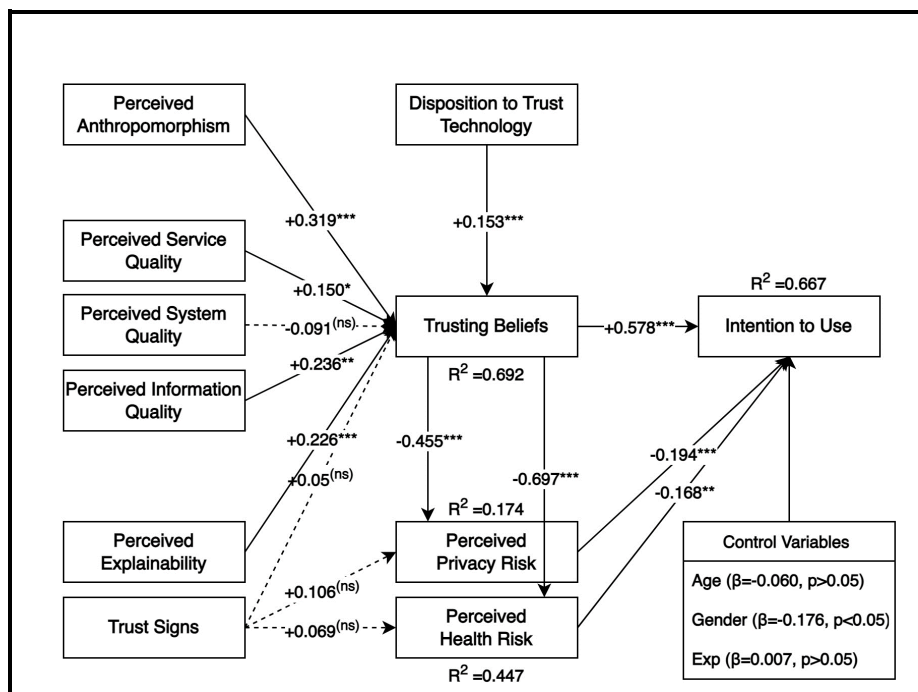 Perceived
Anthropomorphism
Disposition to Trust
Technology
+0.319***
+0.153***
Perceived Service
Quality
+0.150*
Perceived System
Quality
-0.091(ns)
Perceived Information
Quality
+0.236**
Trusting Beliefs
R2 =0.692
+0.578***
R2 =0.667
Intention to Use
+0.226***
+0.05(ns)
-0.455***
-0.697***
-0.194***
-0.168**
R2 =0.174
Perceived
Explainability
Perceived
Privacy Risk
+0.106(ns)
Trust Signs
+0.069(ns)
Perceived
Health Risk
R2 =0.447
Control Variables
Age (β=-0.060, p>0.05)
Gender (β=-0.176, p<0.05)
Exp (β=0.007, p>0.05)